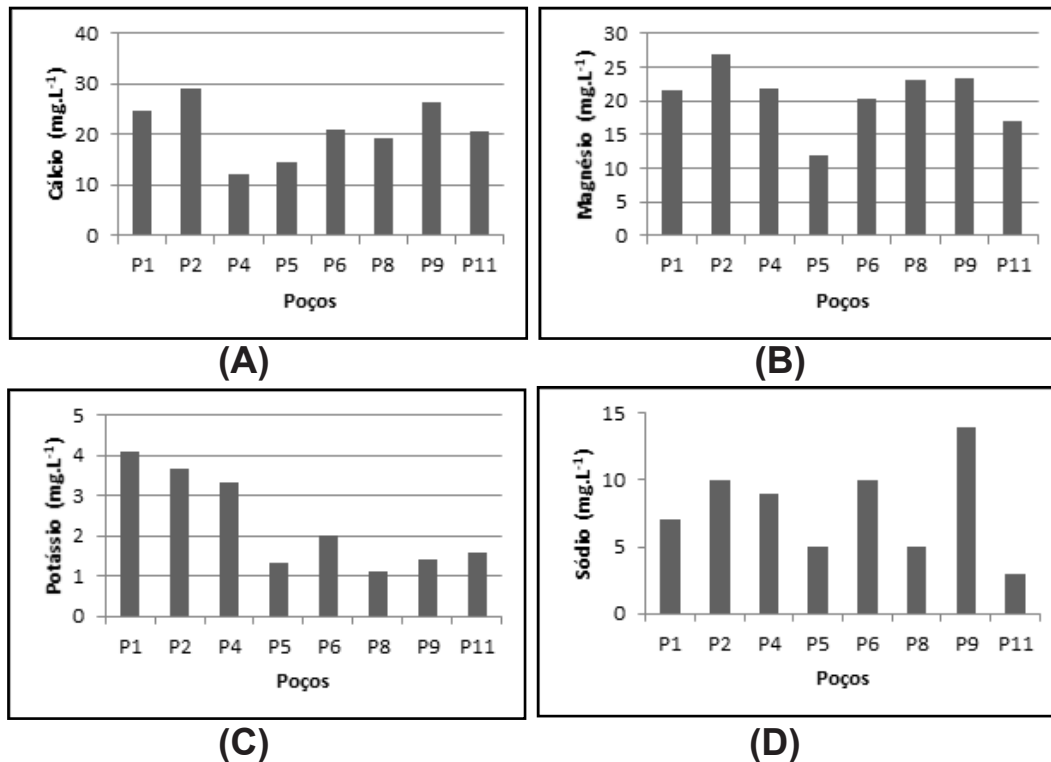 Cálcio (mg.L⁻¹)
40
30
20
10
0
P1 P2 P4 P5 P6 P8 P9 P11
Poços
(A)
Magnésio (mg.L⁻¹)
30
25
20
15
10
5
0
P1 P2 P4 P5 P6 P8 P9 P11
Poços
(B)
Potássio (mg.L⁻¹)
5
4
3
2
1
0
P1 P2 P4 P5 P6 P8 P9 P11
Poços
(C)
Sódio (mg.L⁻¹)
15
10
5
0
P1 P2 P4 P5 P6 P8 P9 P11
Poços
(D)